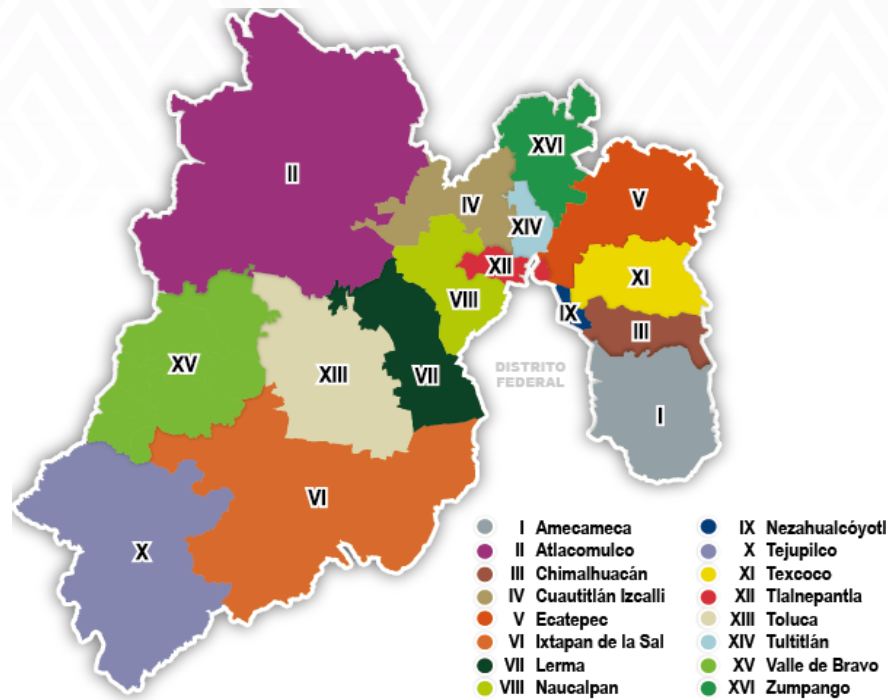 II
XVI
IV
XIV
V
XII
XI
VIII
IX
III
XV
XIII
VII
DISTRITO
FEDERAL
I
VI
X
I Amecameca
II Atlacomulco
III Chimalhuacán
IV Cuautitlán Izcalli
V Ecatepec
VI Ixtapan de la Sal
VII Lerma
VIII Naucalpan
IX Nezahualcóyotl
X Tejupilco
XI Texcoco
XII Tlalnepantla
XIII Toluca
XIV Tultitlán
XV Valle de Bravo
XVI Zumpango